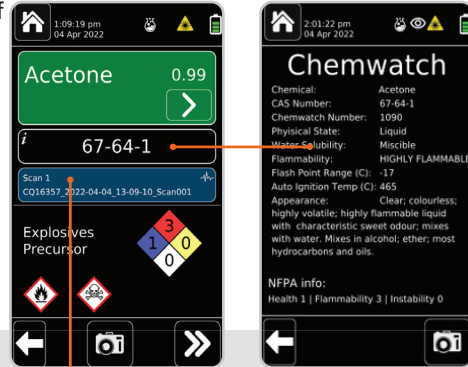 f
1:09:19 pm
04 Apr 2022
Acetone 0.99
i
67-64-1
Scan 1
CQ16357_2022-04-04_13-09-10_Scan001
Explosives
Precursor
3
1 0
0
2:01:22 pm
04 Apr 2022
Chemwatch
Chemical: Acetone
CAS Number: 67-64-1
Chemwatch Number: 1090
Phyisical State: Liquid
Water Solubility: Miscible
Flammability: HIGHLY FLAMMABLE
Flash Point Range (C): -17
Auto Ignition Temp (C): 465
Appearance: Clear; colourless;
highly volatile; highly flammable liquid
with characteristic sweet odour; mixes
with water. Mixes in alcohol; ether; most
hydrocarbons and oils.
NFPA info:
Health 1 | Flammability 3 | Instability 0